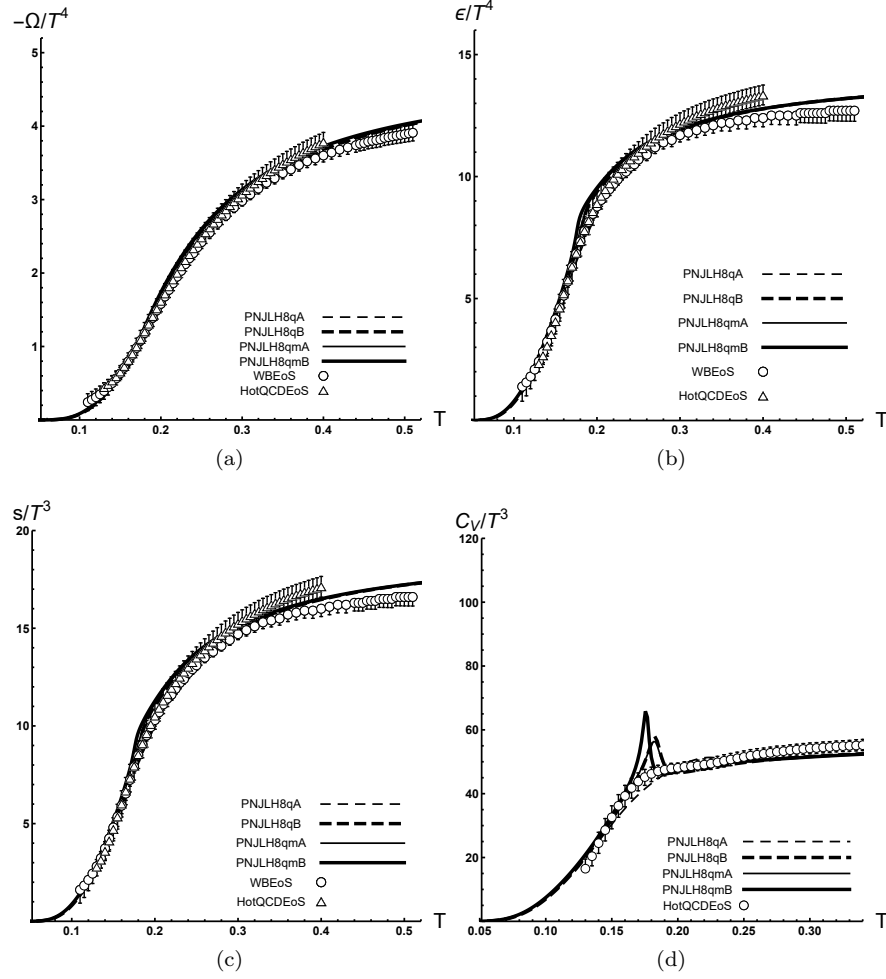 −Ω/T⁴
5
4
3
2
1
0.1 0.2 0.3 0.4 0.5 T
PNJLH8qA
PNJLH8qB
PNJLH8qmA
PNJLH8qmB
WBEoS
HotQCDEoS
(a)
ϵ/T⁴
15
10
5
0.1 0.2 0.3 0.4 0.5 T
PNJLH8qA
PNJLH8qB
PNJLH8qmA
PNJLH8qmB
WBEoS
HotQCDEoS
(b)
s/T³
20
15
10
5
0.1 0.2 0.3 0.4 0.5 T
PNJLH8qA
PNJLH8qB
PNJLH8qmA
PNJLH8qmB
WBEoS
HotQCDEoS
(c)
C_V/T³
120
100
80
60
40
20
0
0.05 0.10 0.15 0.20 0.25 0.30 T
PNJLH8qA
PNJLH8qB
PNJLH8qmA
PNJLH8qmB
HotQCDEoS
(d)